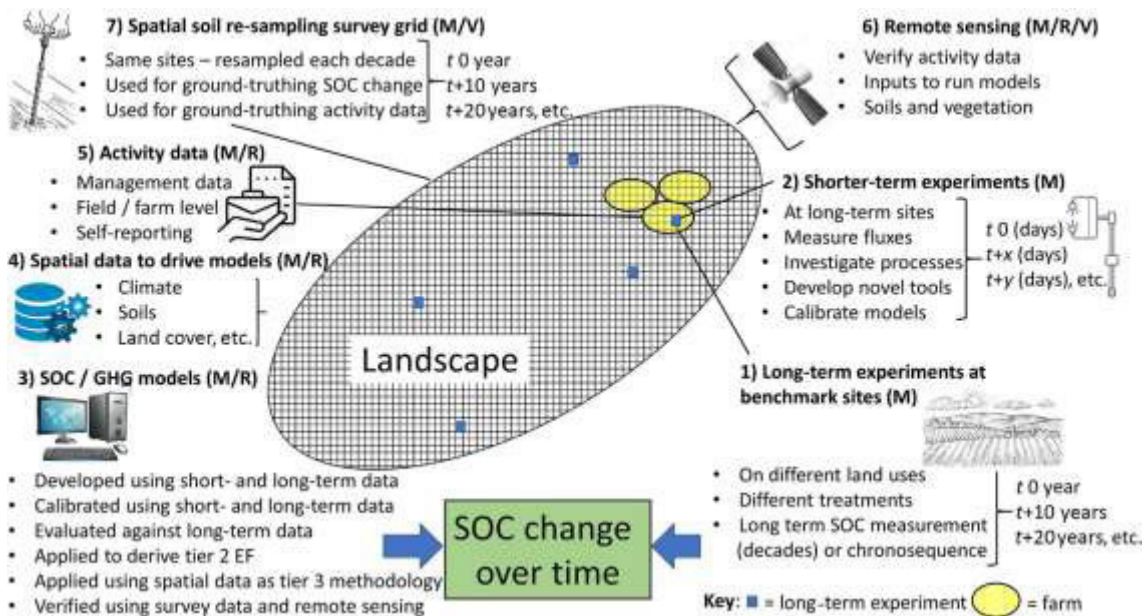 7) Spatial soil re-sampling survey grid (M/V)
• Same sites – resampled each decade
• Used for ground-truthing SOC change
• Used for ground-truthing activity data
t 0 year
t+10 years
t+20 years, etc.
6) Remote sensing (M/R/V)
• Verify activity data
• Inputs to run models
• Soils and vegetation
5) Activity data (M/R)
• Management data
• Field / farm level
• Self-reporting
4) Spatial data to drive models (M/R)
• Climate
• Soils
• Land cover, etc.
3) SOC / GHG models (M/R)
• Developed using short- and long-term data
• Calibrated using short- and long-term data
• Evaluated against long-term data
• Applied to derive tier 2 EF
• Applied using spatial data as tier 3 methodology
• Verified using survey data and remote sensing
Landscape
2) Shorter-term experiments (M)
• At long-term sites
• Measure fluxes
• Investigate processes
• Develop novel tools
• Calibrate models
t 0 (days)
t+x (days)
t+y (days), etc.
1) Long-term experiments at
benchmark sites (M)
• On different land uses
• Different treatments
• Long term SOC measurement
(decades) or chronosequence
t 0 year
t+10 years
t+20 years, etc.
SOC change
over time
Key: = long-term experiment = farm